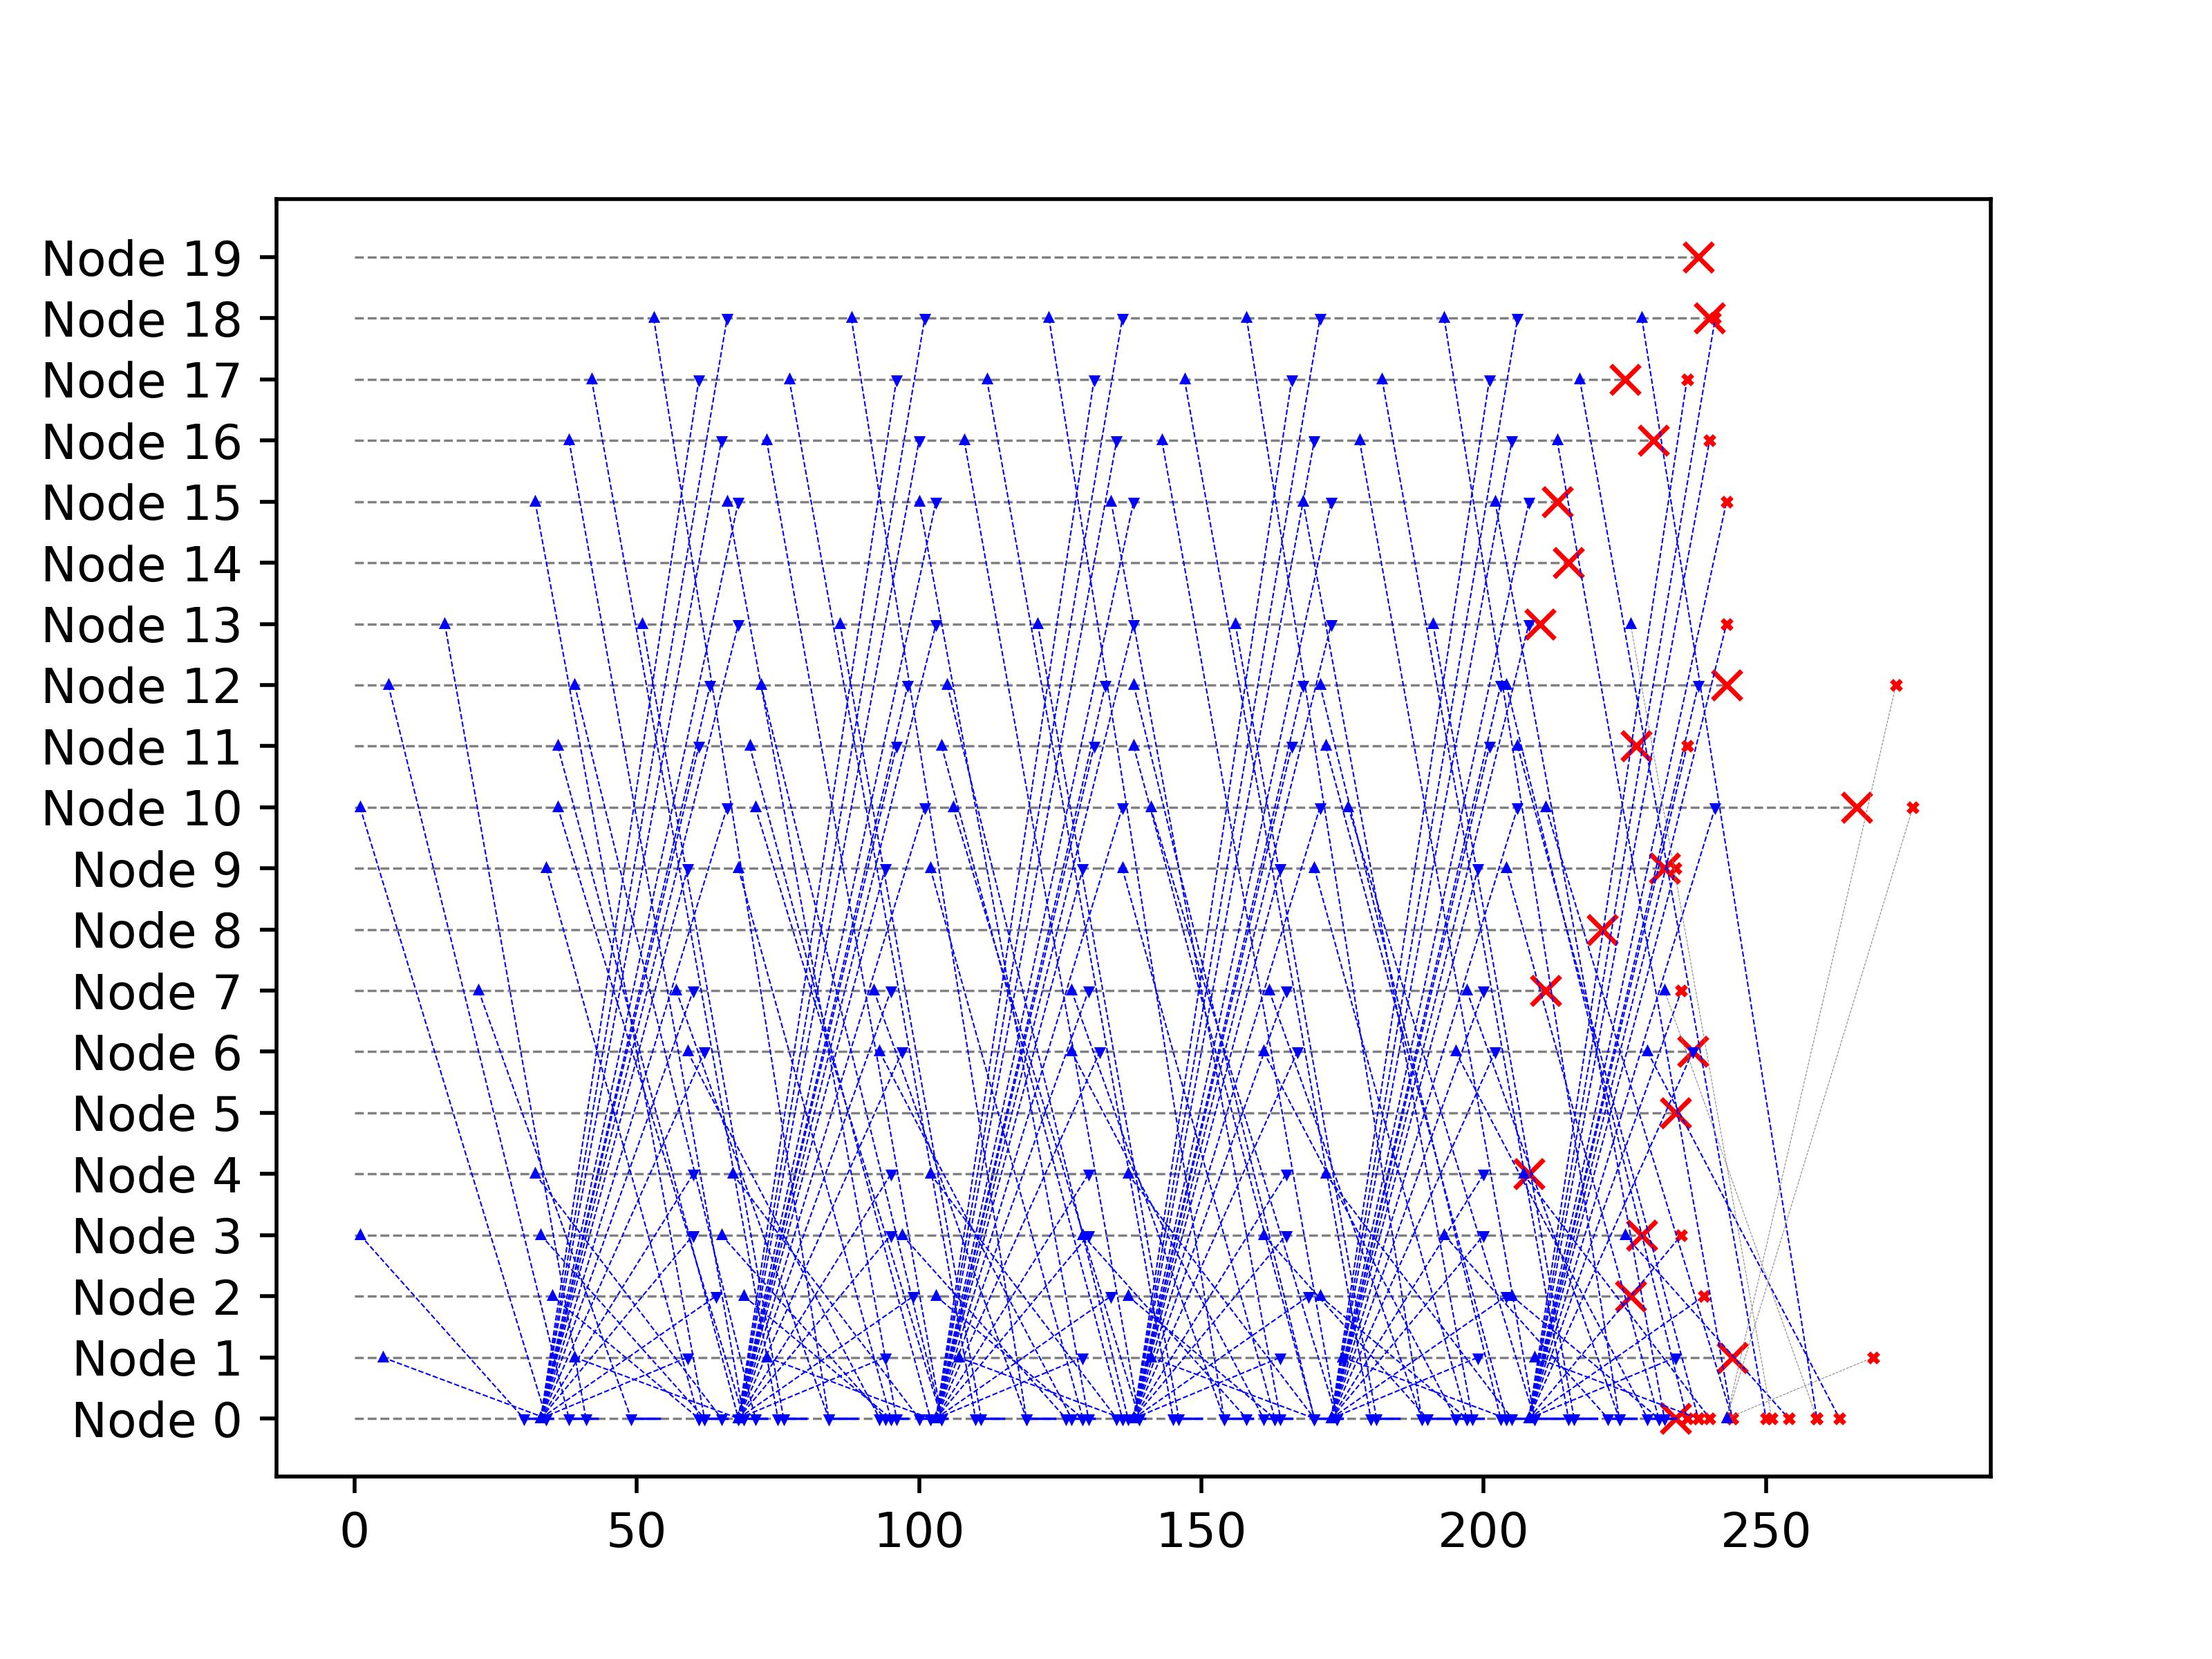 Node 19
Node 18
Node 17
Node 16
Node 15
Node 14
Node 13
Node 12
Node 11
Node 10
Node 9
Node 8
Node 7
Node 6
Node 5
Node 4
Node 3
Node 2
Node 1
Node 0
0 50 100 150 200 250